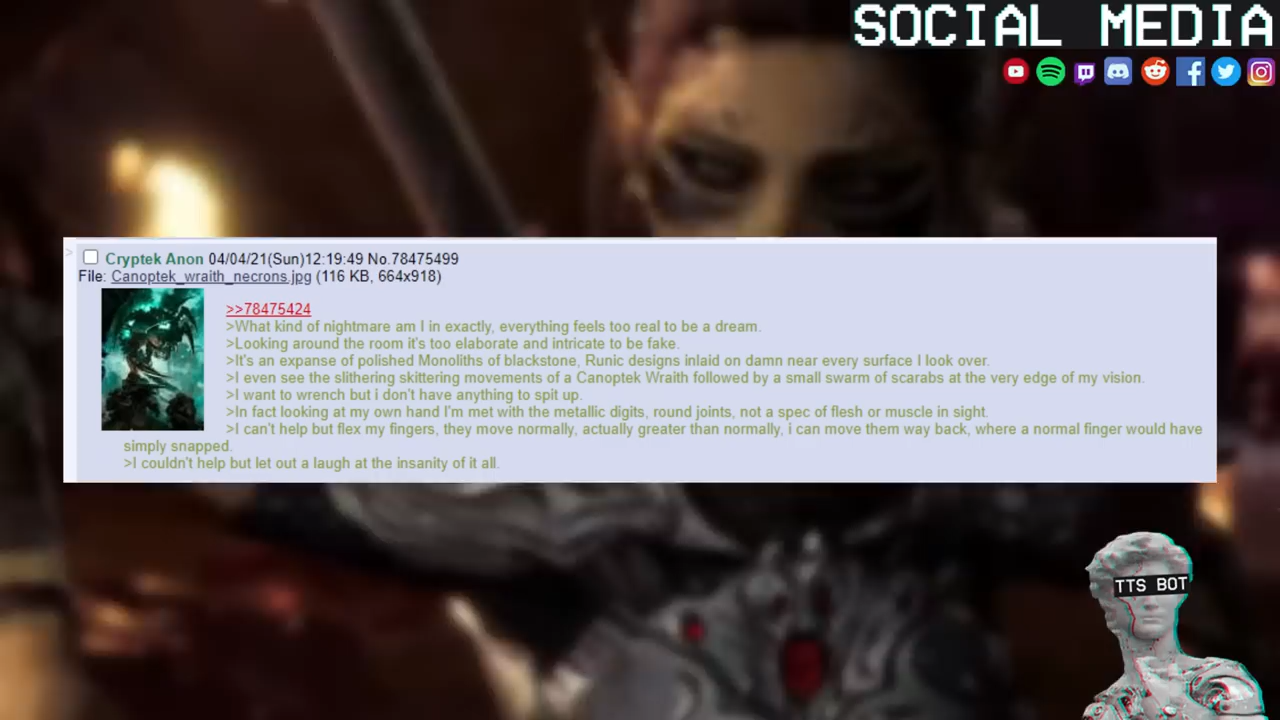 SOCIAL MEDIA
Cryptek Anon 04/04/21(Sun)12:19:49 No.78475499
File: Canoptek_wraith_necrons.jpg (116 KB, 664x918)
>>78475424
>What kind of nightmare am I in exactly, everything feels too real to be a dream.
>Looking around the room it's too elaborate and intricate to be fake.
>It's an expanse of polished Monoliths of blackstone, Runic designs inlaid on damn near every surface I look over.
>I even see the slithering skittering movements of a Canoptek Wraith followed by a small swarm of scarabs at the very edge of my vision.
>I want to wrench but i don't have anything to spit up.
>In fact looking at my own hand I'm met with the metallic digits, round joints, not a spec of flesh or muscle in sight.
>I can't help but flex my fingers, they move normally, actually greater than normally, i can move them way back, where a normal finger would have
simply snapped.
>I couldn't help but let out a laugh at the insanity of it all.
TTS BOT